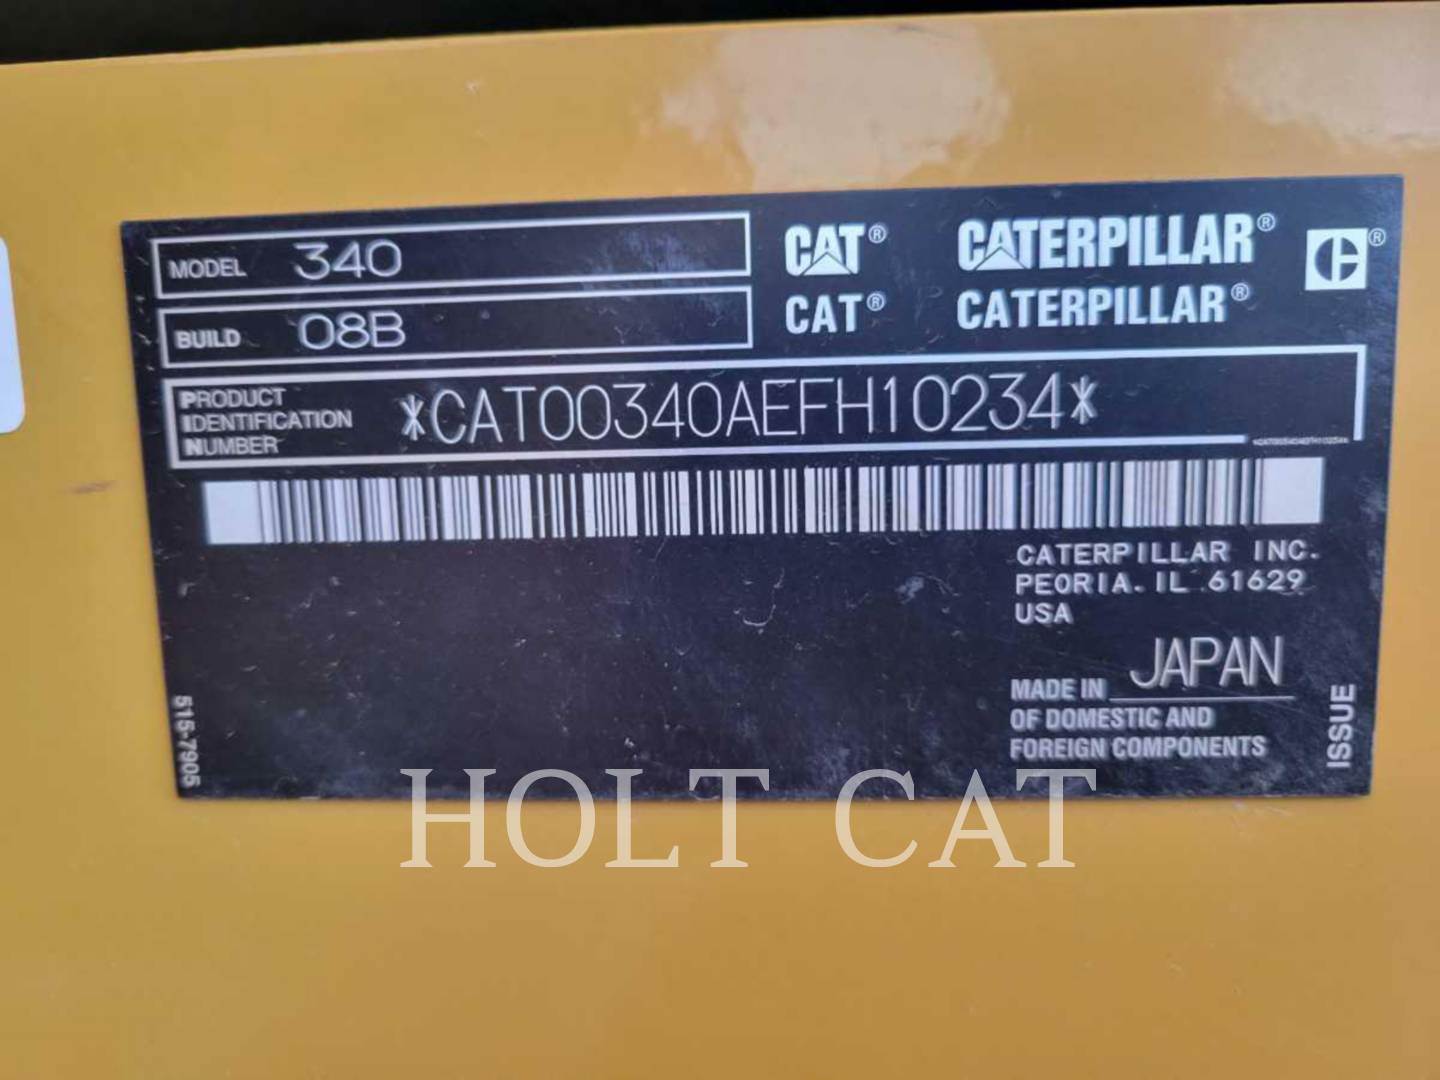 MODEL 340
BUILD 08B
CAT® CATERPILLAR® ®
CAT® CATERPILLAR®
PRODUCT
IDENTIFICATION
NUMBER
*CAT00340AEFH10234*
CATERPILLAR INC.
PEORIA. IL 61629
USA
MADE IN JAPAN
OF DOMESTIC AND
FOREIGN COMPONENTS
515-7905
ISSUE
HOLT CAT